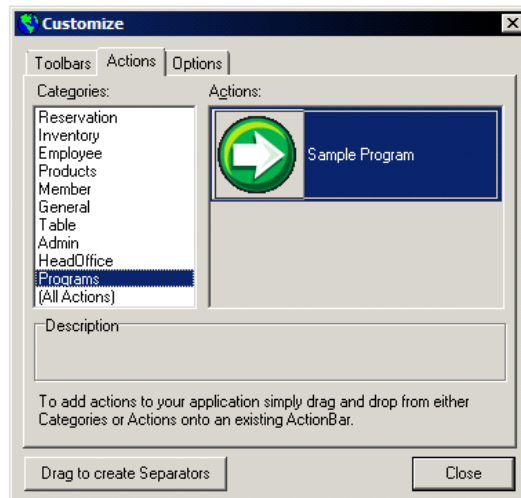 Customize
Toolbars Actions Options
Categories: Actions:
Reservation
Inventory
Employee
Products
Member
General
Table
Admin
HeadOffice
Programs
(All Actions)
Sample Program
Description
To add actions to your application simply drag and drop from either
Categories or Actions onto an existing ActionBar.
Drag to create Separators Close